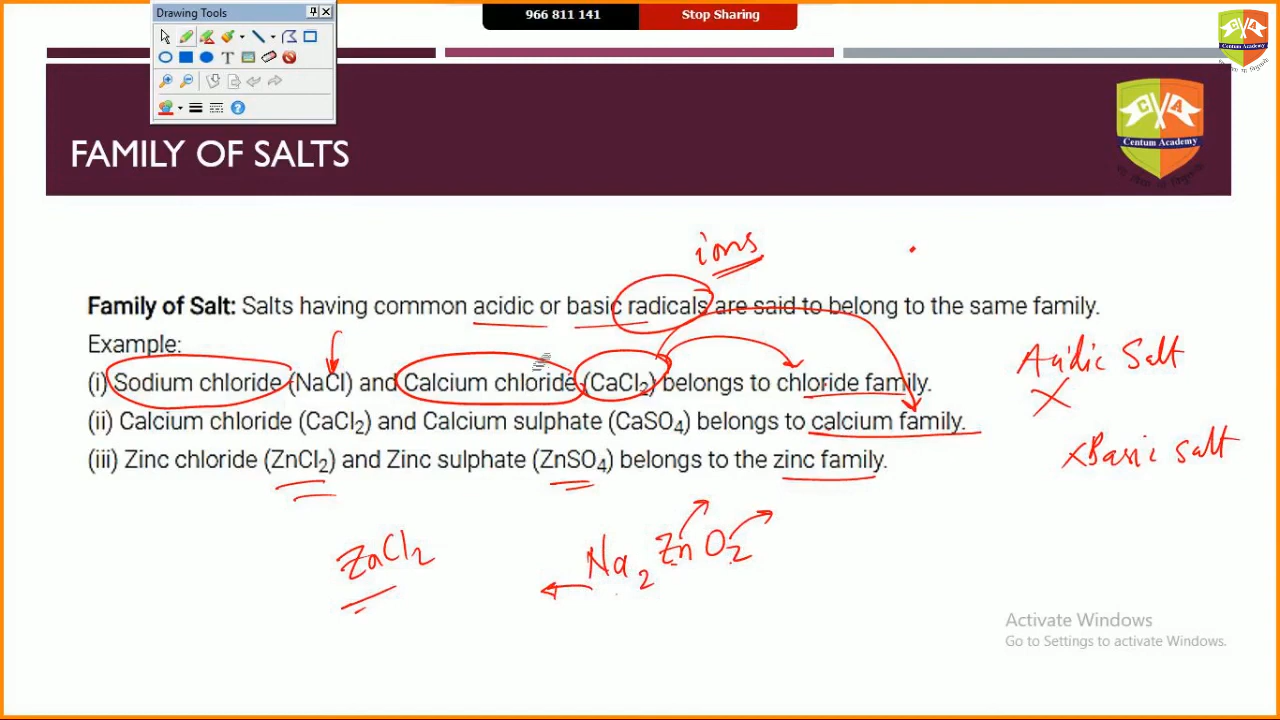 Drawing Tools
966 811 141
Stop Sharing
FAMILY OF SALTS
C A
Centum Academy
ions
Family of Salt: Salts having common acidic or basic radicals are said to belong to the same family.
Example:
(i) Sodium chloride (NaCl) and Calcium chloride (CaCl₂) belongs to chloride family.
(ii) Calcium chloride (CaCl₂) and Calcium sulphate (CaSO₄) belongs to calcium family.
(iii) Zinc chloride (ZnCl₂) and Zinc sulphate (ZnSO₄) belongs to the zinc family.
Acidic Salt
Basic salt
ZnCl₂
Na₂ZnO₂
Activate Windows
Go to Settings to activate Windows.